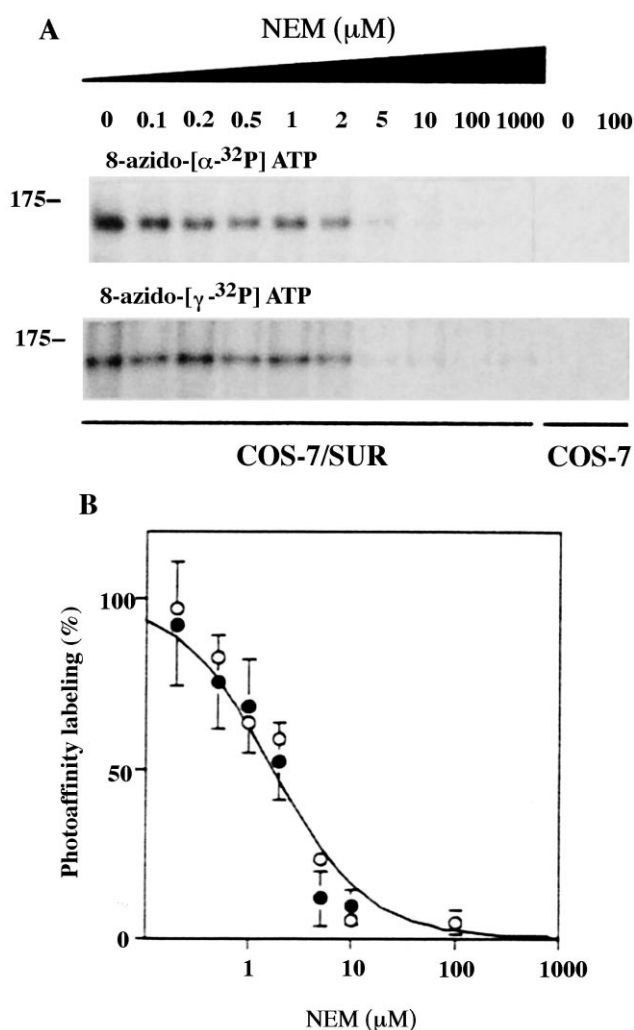 A
NEM (μM)
0 0.1 0.2 0.5 1 2 5 10 100 1000 0 100
8-azido-[α-³²P] ATP
175–
8-azido-[γ-³²P] ATP
175–
COS-7/SUR COS-7
B
100
50
0
Photoaffinity labeling (%)
1 10 100 1000
NEM (μM)